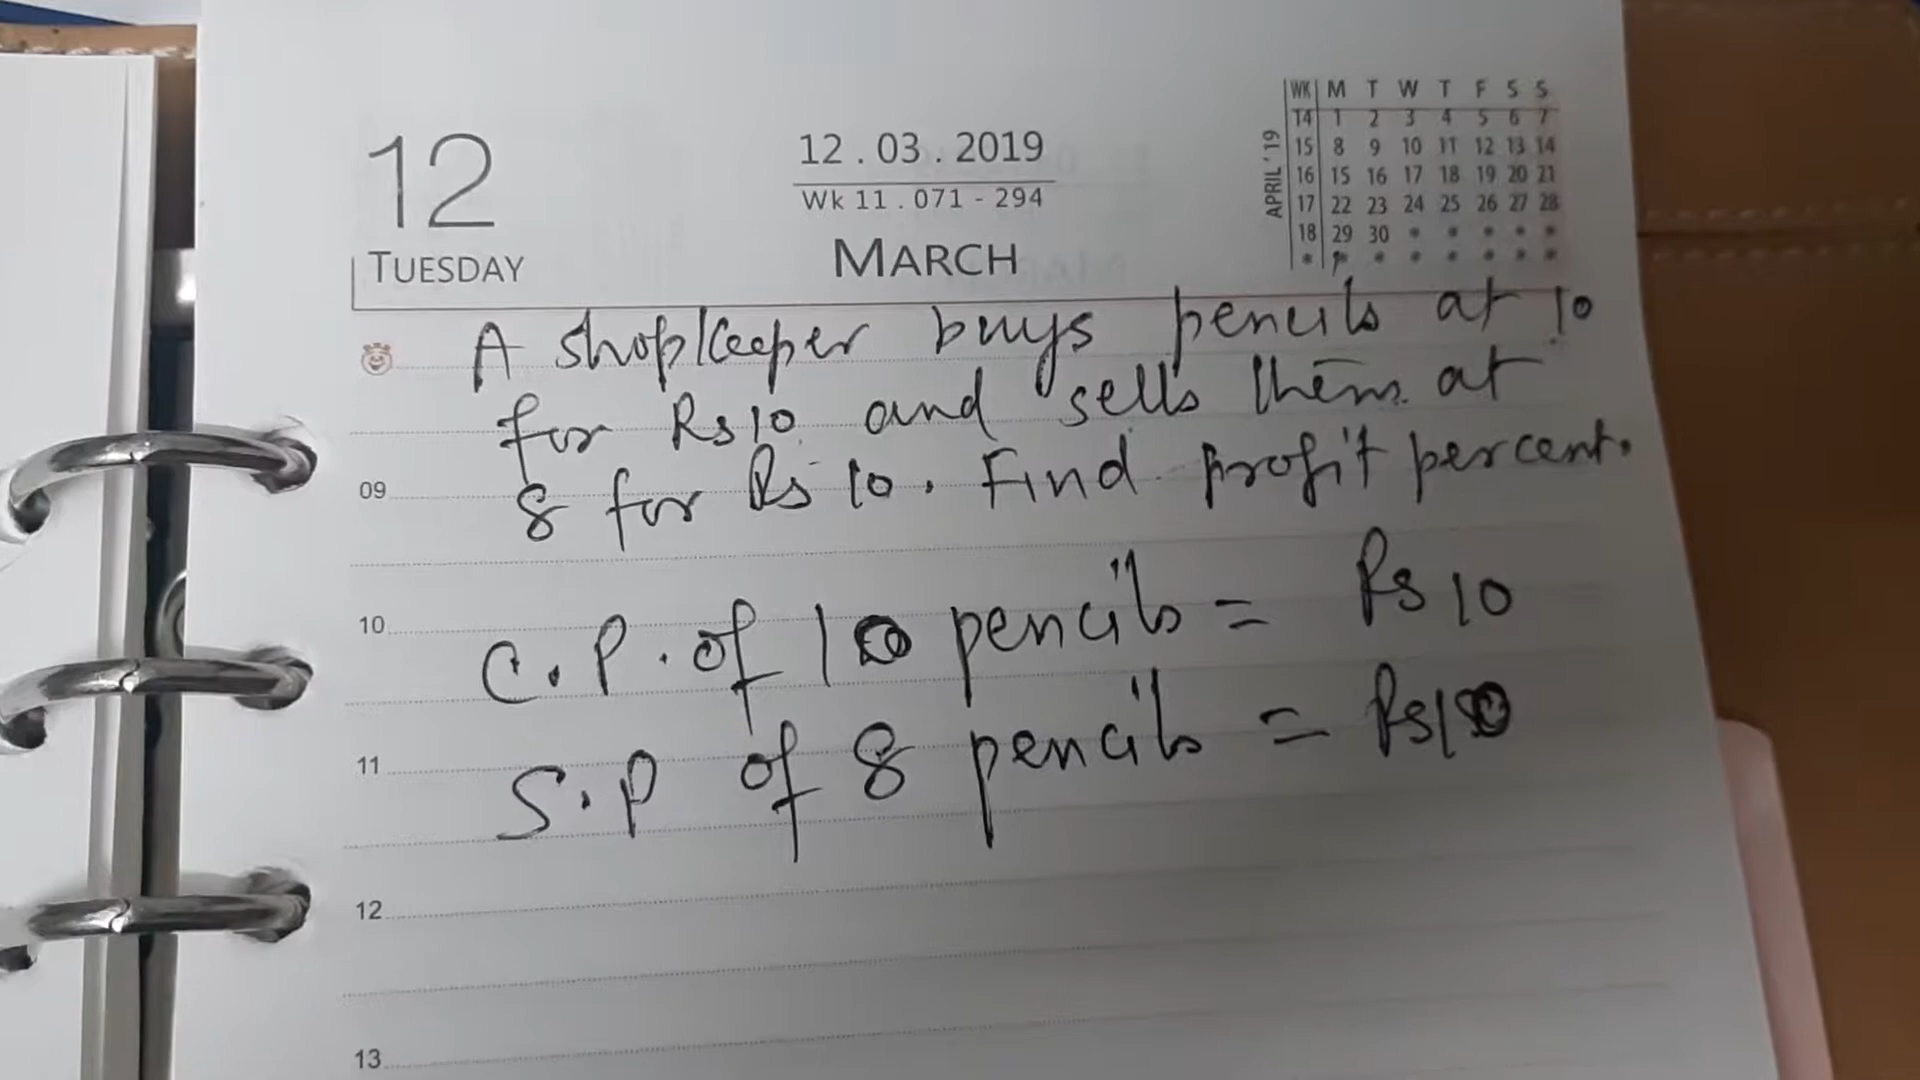 12
TUESDAY
12 . 03 . 2019
Wk 11 . 071 - 294
MARCH
APRIL ' 19
WK M T W T F S S
14 1 2 3 4 5 6 7
15 8 9 10 11 12 13 14
16 15 16 17 18 19 20 21
17 22 23 24 25 26 27 28
18 29 30 * * * * *
* * * * * * *
A shopkeeper buys pencils at 10
for Rs 10 and sells them at
8 for Rs 10. Find profit percent.
09
10
C.P. of 10 pencils = Rs 10
11
S.P of 8 pencils = Rs 10
12
13